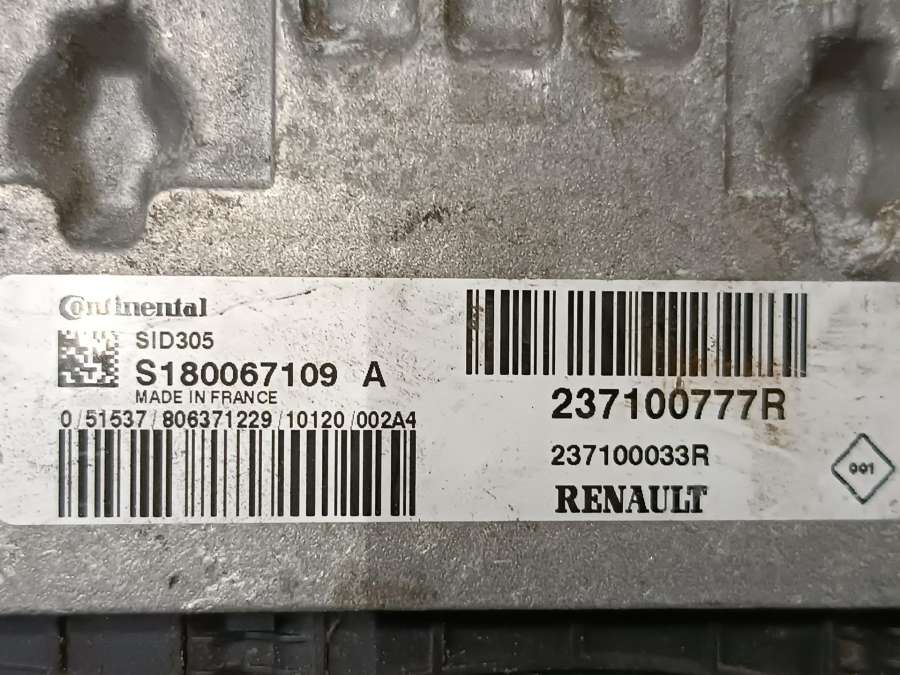 Continental
SID305
S180067109 A
MADE IN FRANCE
0/51537/806371229/10120/002A4
237100777R
237100033R
RENAULT
001